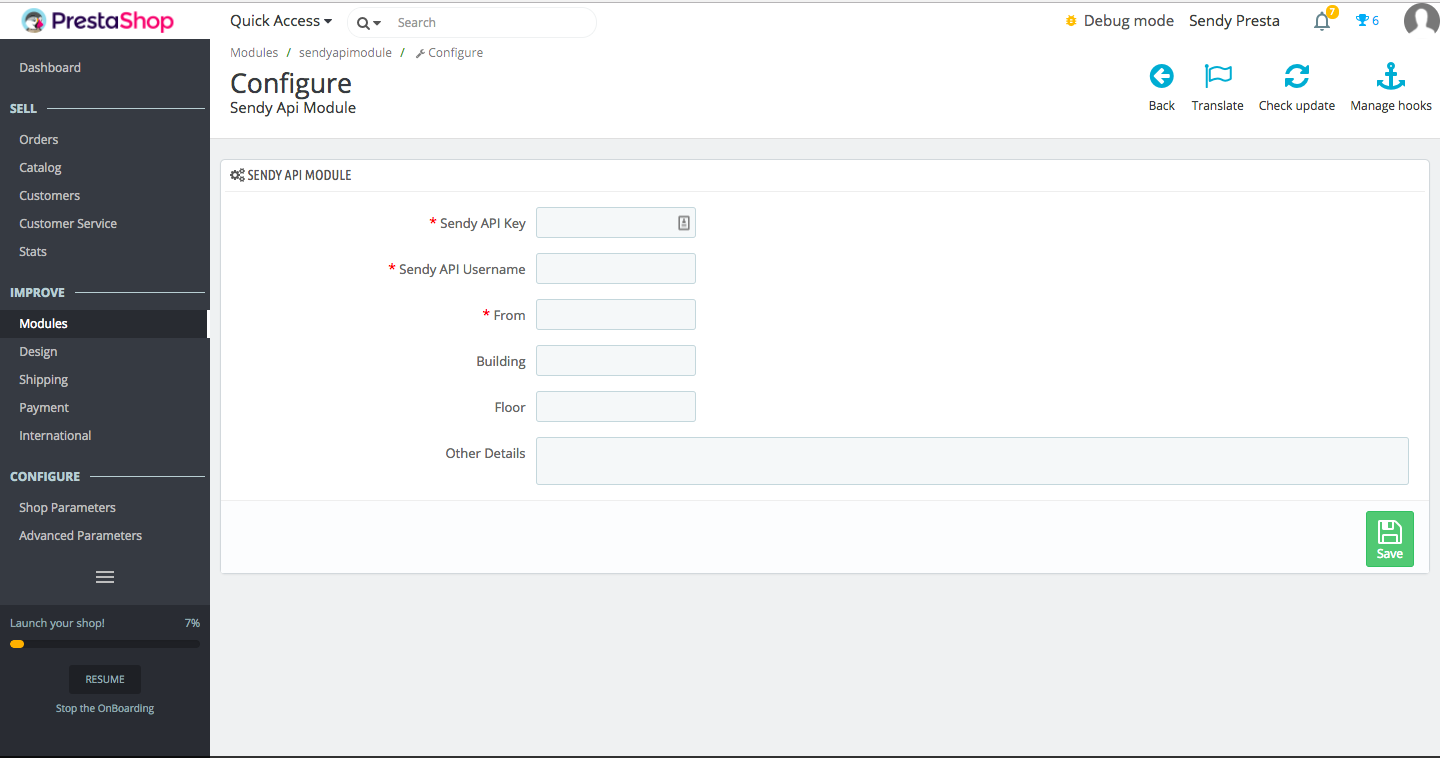 PrestaShop
Quick Access
Search
Debug mode
Sendy Presta
7
6
Modules / sendyapimodule / Configure
Configure
Sendy Api Module
Back
Translate
Check update
Manage hooks
Dashboard
SELL
Orders
Catalog
Customers
Customer Service
Stats
IMPROVE
Modules
Design
Shipping
Payment
International
CONFIGURE
Shop Parameters
Advanced Parameters
Launch your shop! 7%
RESUME
Stop the OnBoarding
SENDY API MODULE
* Sendy API Key
* Sendy API Username
* From
Building
Floor
Other Details
Save